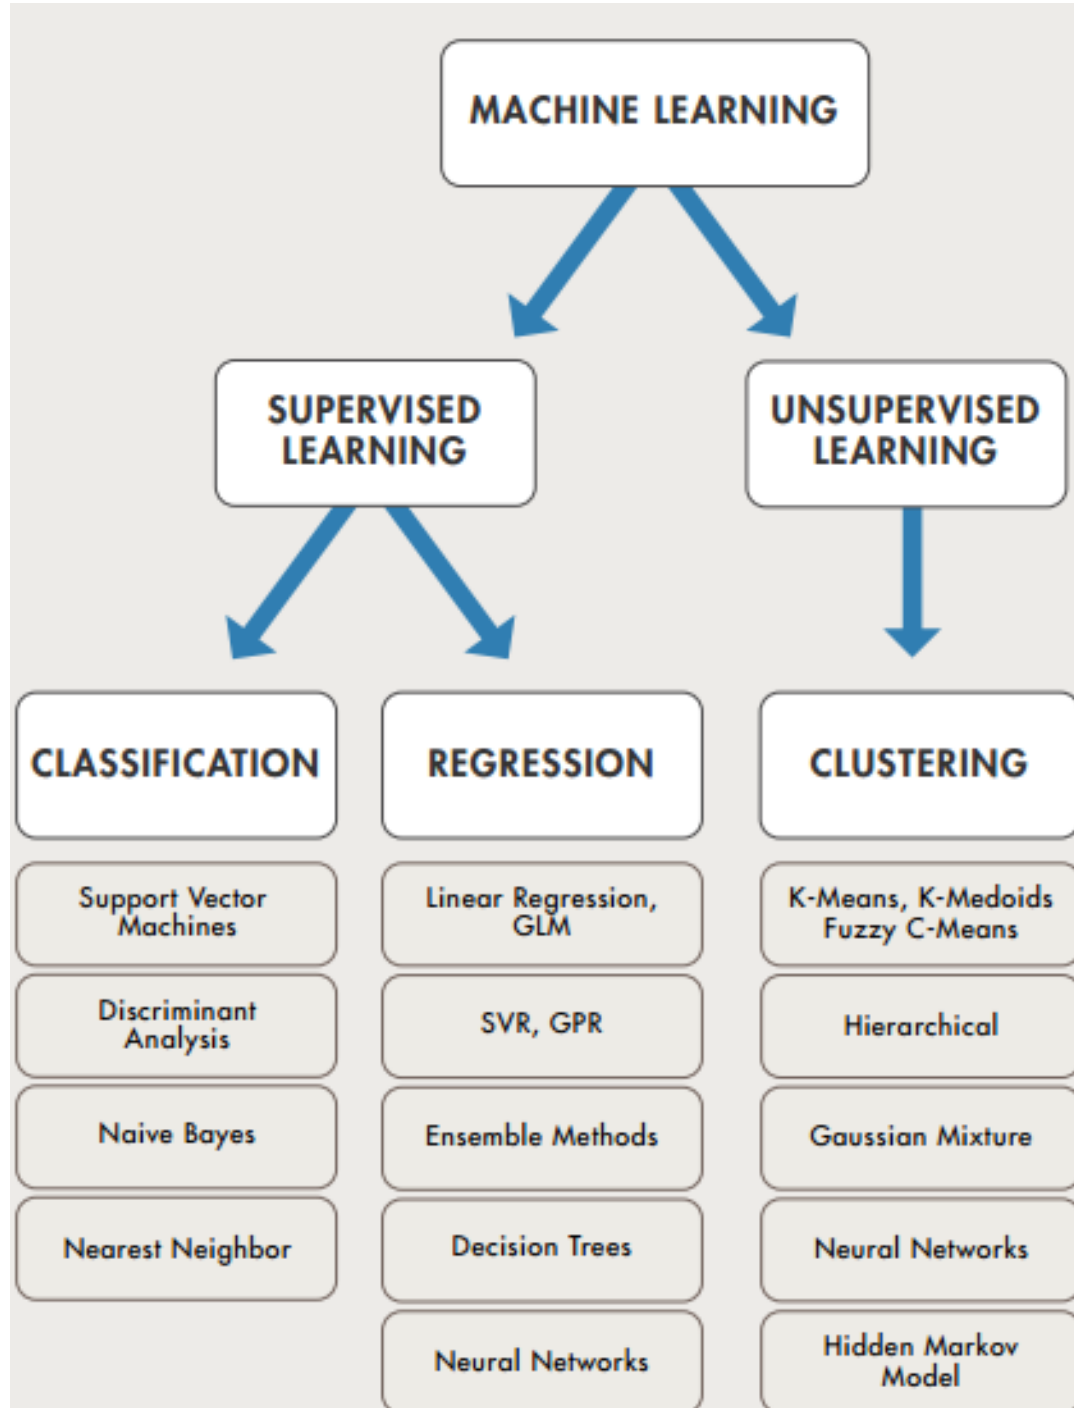 MACHINE LEARNING
SUPERVISED
LEARNING
UNSUPERVISED
LEARNING
CLASSIFICATION
Support Vector
Machines
Discriminant
Analysis
Naive Bayes
Nearest Neighbor
REGRESSION
Linear Regression,
GLM
SVR, GPR
Ensemble Methods
Decision Trees
Neural Networks
CLUSTERING
K-Means, K-Medoids
Fuzzy C-Means
Hierarchical
Gaussian Mixture
Neural Networks
Hidden Markov
Model